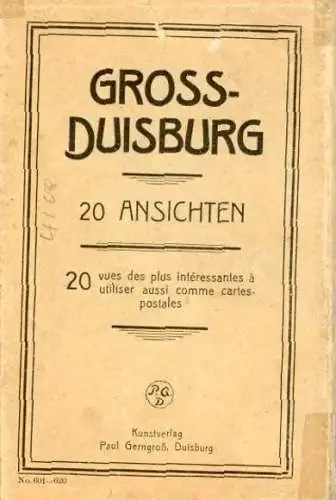 GROSS-
DUISBURG
20 ANSICHTEN
20 vues des plus intéressantes à
utiliser aussi comme cartes-
postales
P.G.
D
Kunstverlag
Paul Gerngroß, Duisburg
No. 601—620